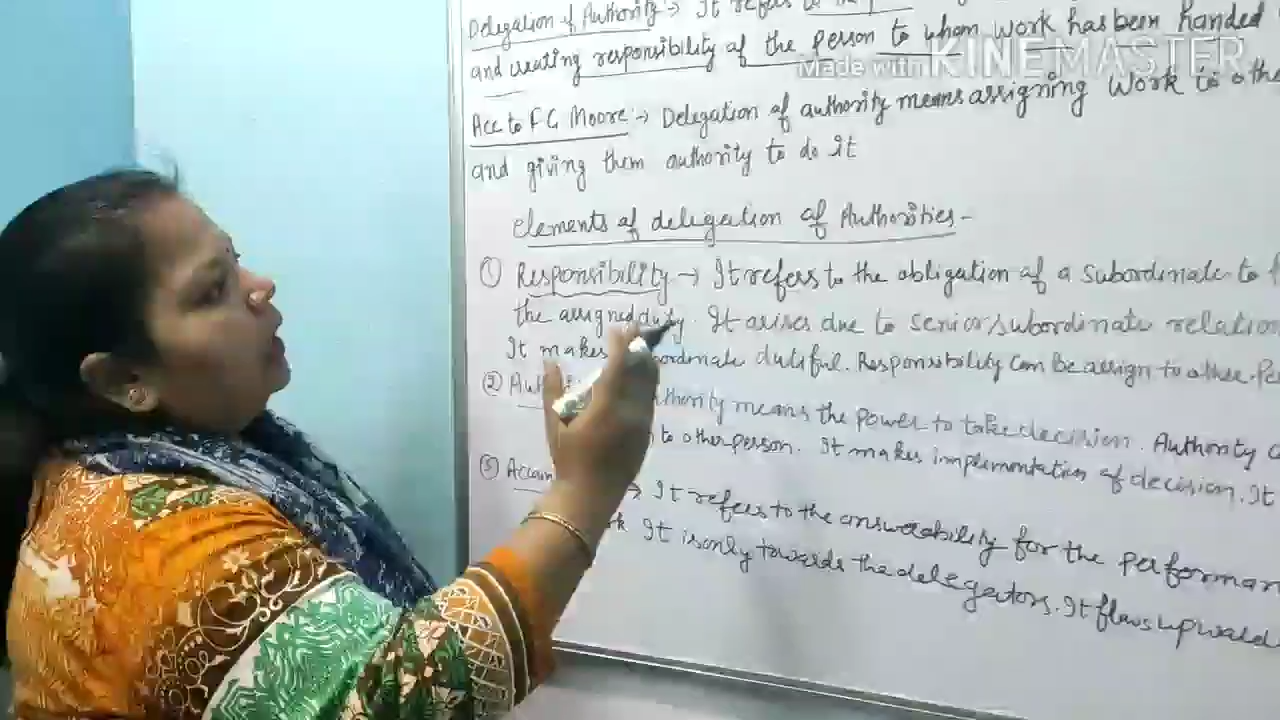 Delegation of Authority :→ It refers to
and creating responsibility of the person to whom work has been handed
Made with KINEMASTER
Acc to F G Moore :→ Delegation of authority means assigning Work to othe
and giving them authority to do it
elements of delegation of Authorities -
① Responsibility → It refers to the obligation of a subordinate to
the assigned duty. It arises due to senior/subordinate relation
It makes ordinate dutiful. Responsibility can be assign to other Pe
② Aut thority means the power to take decision. Authority c
n to other person. It makes implementation of decision. It
③ Accoun → It refers to the answerability for the performan
rk It is only towards the delegators. It flows upward